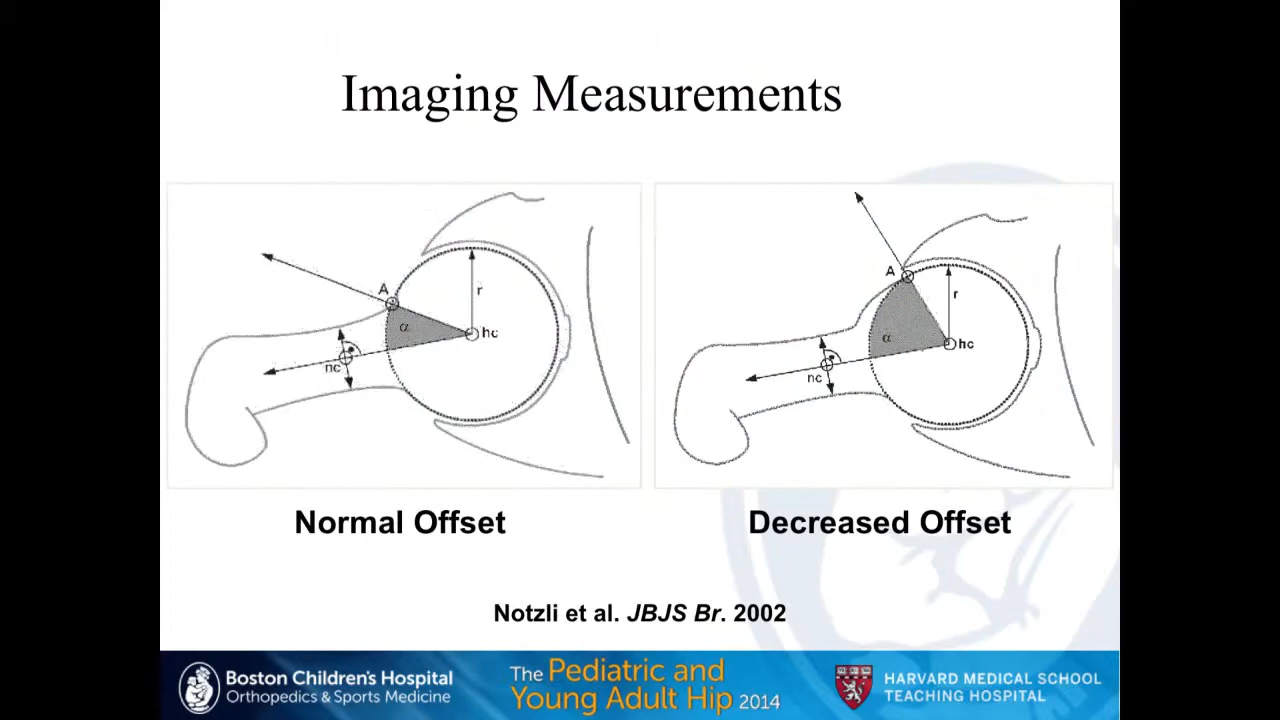 Imaging Measurements
A
r
α
hc
nc
A
r
α
hc
nc
Normal Offset
Decreased Offset
Notzli et al. JBJS Br. 2002
Boston Children's Hospital
Orthopedics & Sports Medicine
The Pediatric and
Young Adult Hip 2014
HARVARD MEDICAL SCHOOL
TEACHING HOSPITAL